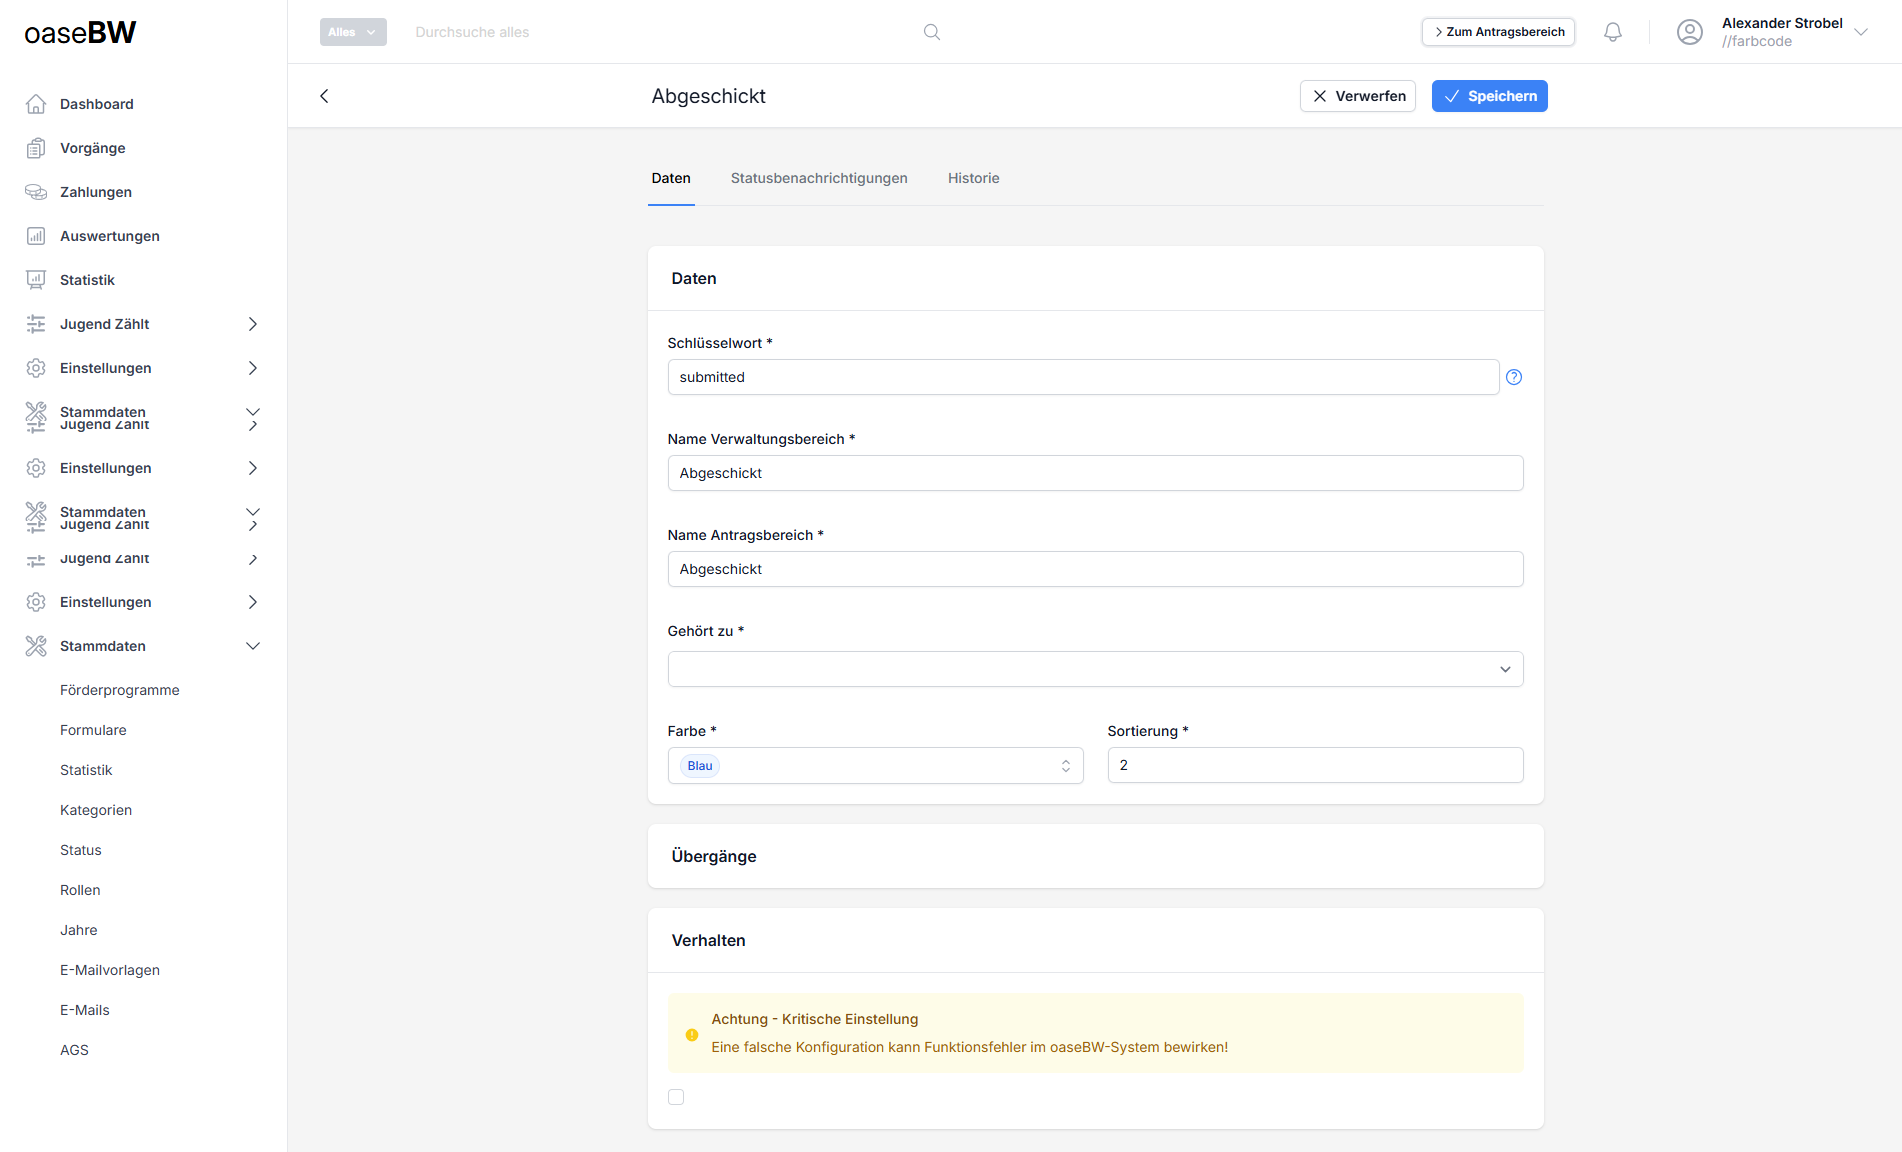 oaseBW
Alles
Durchsuche alles
Zum Antragsbereich
Alexander Strobel
//farbcode
Abgeschickt
Verwerfen
Speichern
Dashboard
Vorgänge
Zahlungen
Auswertungen
Statistik
Jugend Zählt
Einstellungen
Stammdaten
Jugend Zählt
Einstellungen
Stammdaten
Jugend Zählt
Jugend Zählt
Einstellungen
Stammdaten
Förderprogramme
Formulare
Statistik
Kategorien
Status
Rollen
Jahre
E-Mailvorlagen
E-Mails
AGS
Daten
Statusbenachrichtigungen
Historie
Daten
Schlüsselwort *
submitted
Name Verwaltungsbereich *
Abgeschickt
Name Antragsbereich *
Abgeschickt
Gehört zu *
Farbe *
Sortierung *
Blau
2
Übergänge
Verhalten
Achtung - Kritische Einstellung
Eine falsche Konfiguration kann Funktionsfehler im oaseBW-System bewirken!